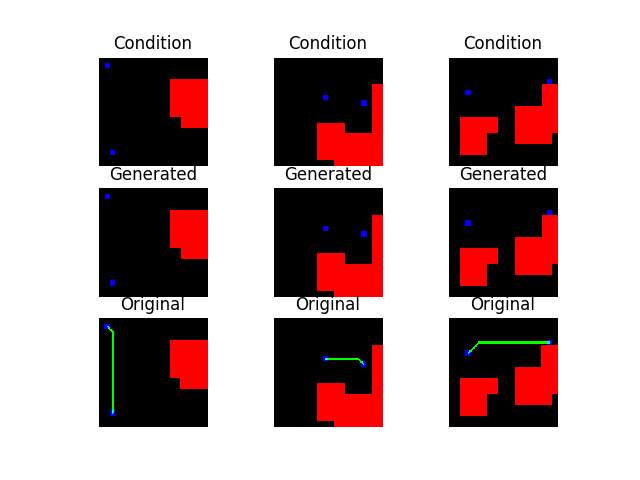 Condition Condition Condition
Generated Generated Generated
Original Original Original